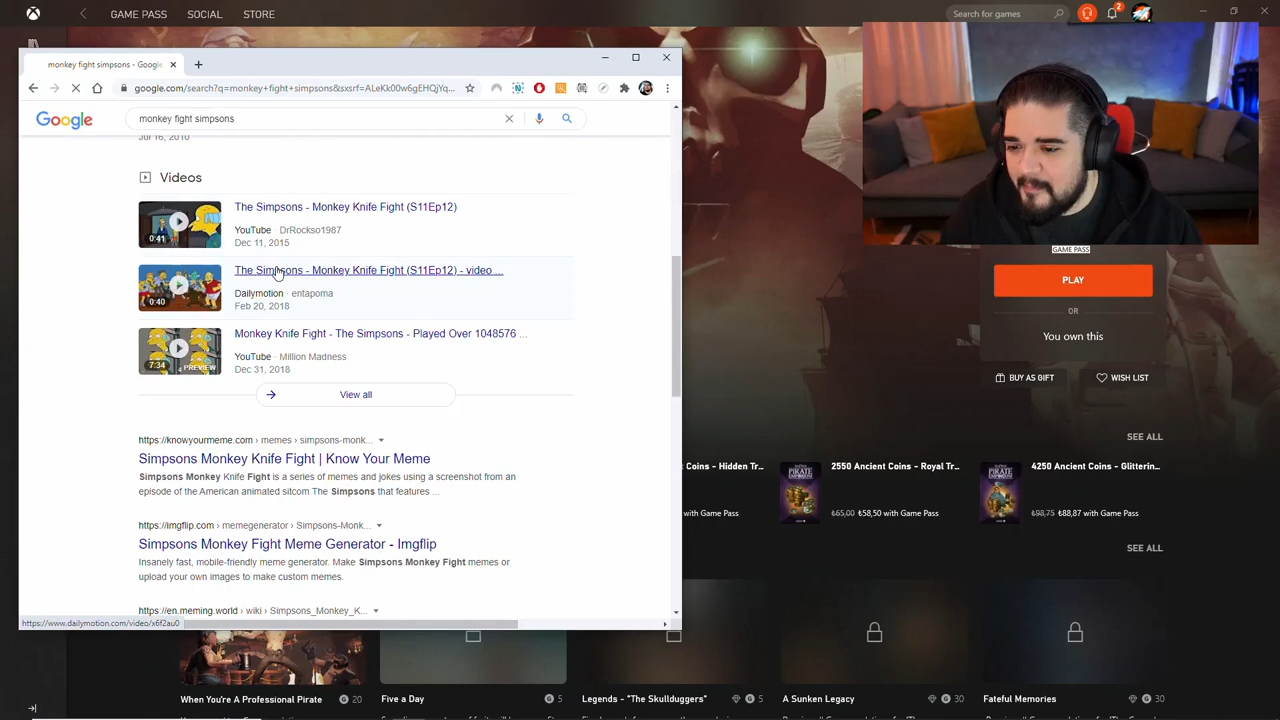 GAME PASS
SOCIAL
STORE
Search for games
2
monkey fight simpsons - Google
google.com/search?q=monkey+fight+simpsons&sxsrf=ALeKk00w6gEHQjYq...
Google
monkey fight simpsons
Jul 16, 2010
Videos
The Simpsons - Monkey Knife Fight (S11Ep12)
YouTube · DrRockso1987
Dec 11, 2015
0:41
The Simpsons - Monkey Knife Fight (S11Ep12) - video ...
Dailymotion · entapoma
Feb 20, 2018
0:40
Monkey Knife Fight - The Simpsons - Played Over 1048576 ...
YouTube · Million Madness
Dec 31, 2018
7:34
PREVIEW
View all
https://knowyourmeme.com › memes › simpsons-monk...
Simpsons Monkey Knife Fight | Know Your Meme
Simpsons Monkey Knife Fight is a series of memes and jokes using a screenshot from an
episode of the American animated sitcom The Simpsons that features ...
https://imgflip.com › memegenerator › Simpsons-Monk...
Simpsons Monkey Fight Meme Generator - Imgflip
Insanely fast, mobile-friendly meme generator. Make Simpsons Monkey Fight memes or
upload your own images to make custom memes.
https://en.meming.world › wiki › Simpsons_Monkey_K...
https://www.dailymotion.com/video/x6f2au0
GAME PASS
PLAY
OR
You own this
BUY AS GIFT
WISH LIST
SEE ALL
t Coins - Hidden Tr...
with Game Pass
2550 Ancient Coins - Royal Tr...
₺65,00 ₺58,50 with Game Pass
4250 Ancient Coins - Glitterin...
₺98,75 ₺88,87 with Game Pass
SEE ALL
When You're A Professional Pirate
20
Five a Day
5
Legends - "The Skullduggers"
5
A Sunken Legacy
30
Fateful Memories
30